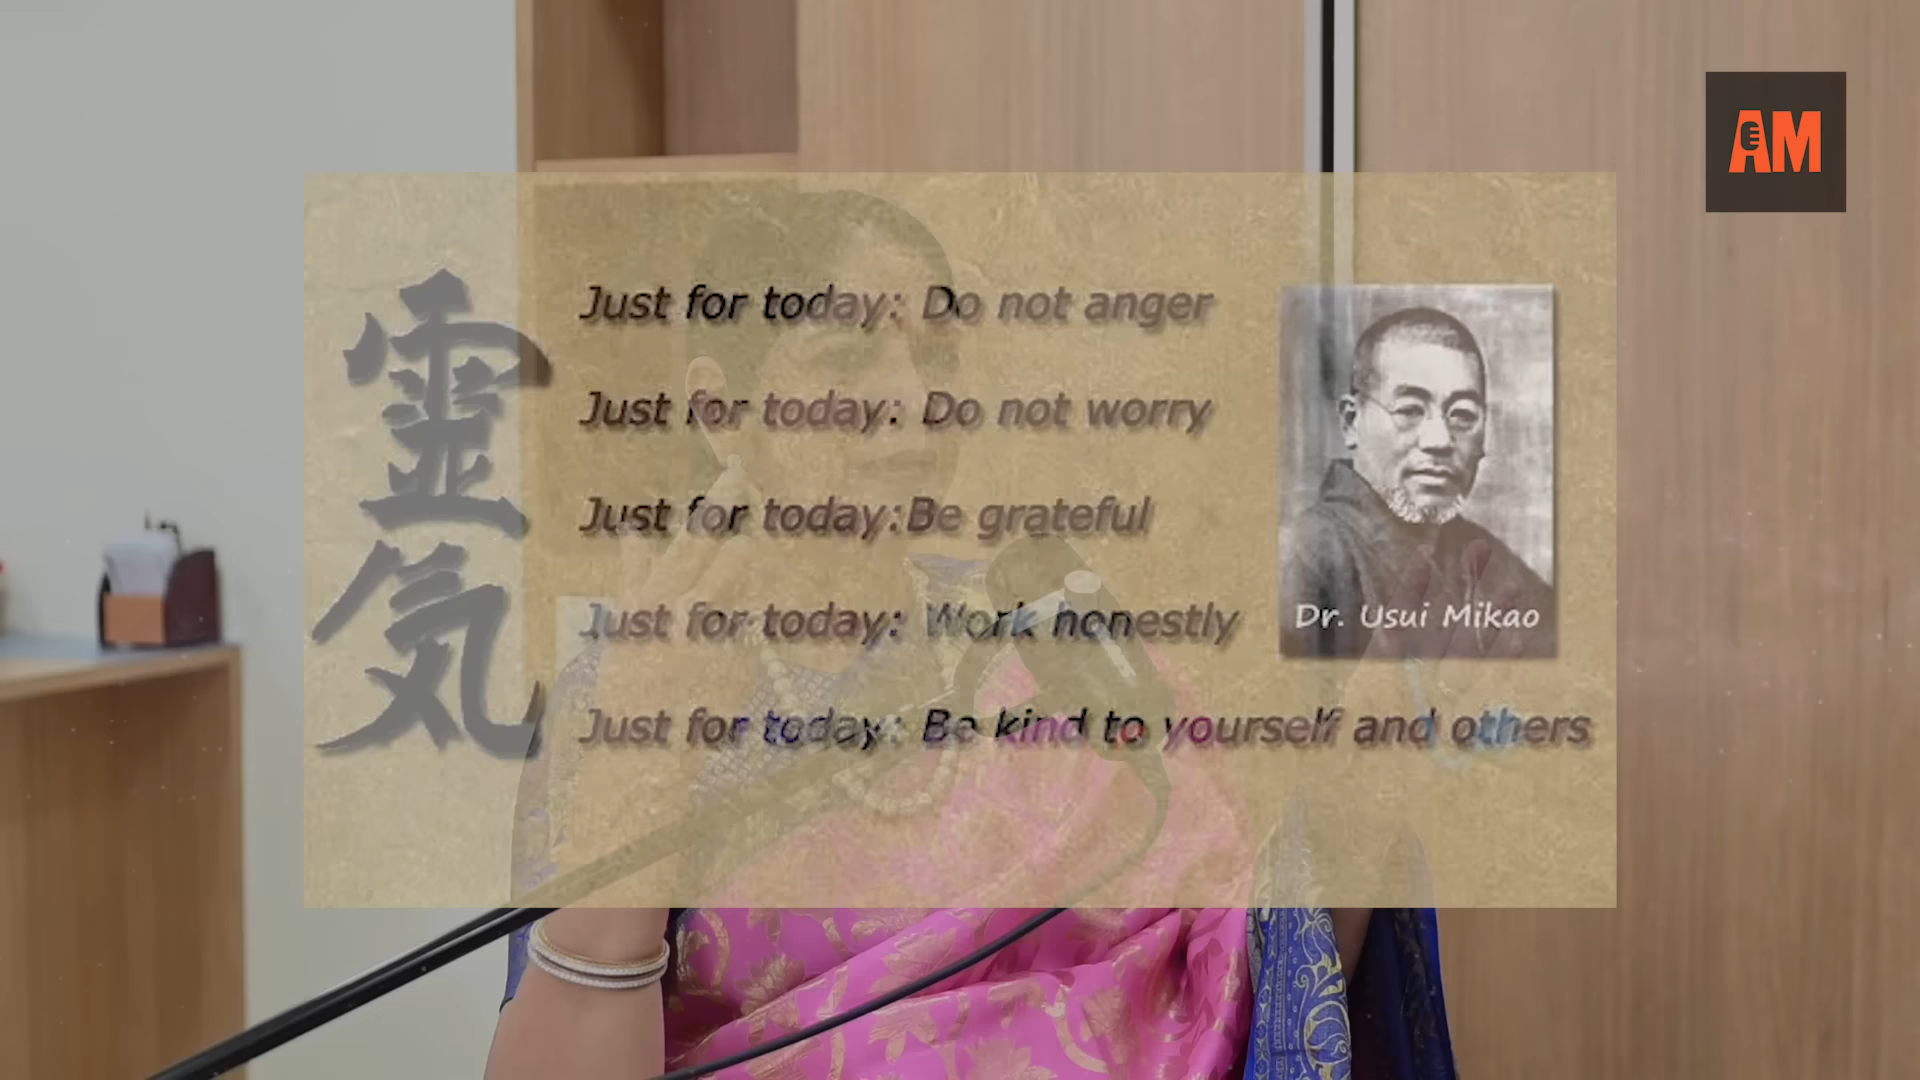 AM
靈
気
Just for today: Do not anger
Just for today: Do not worry
Just for today:Be grateful
Just for today: Work honestly
Just for today: Be kind to yourself and others
Dr. Usui Mikao